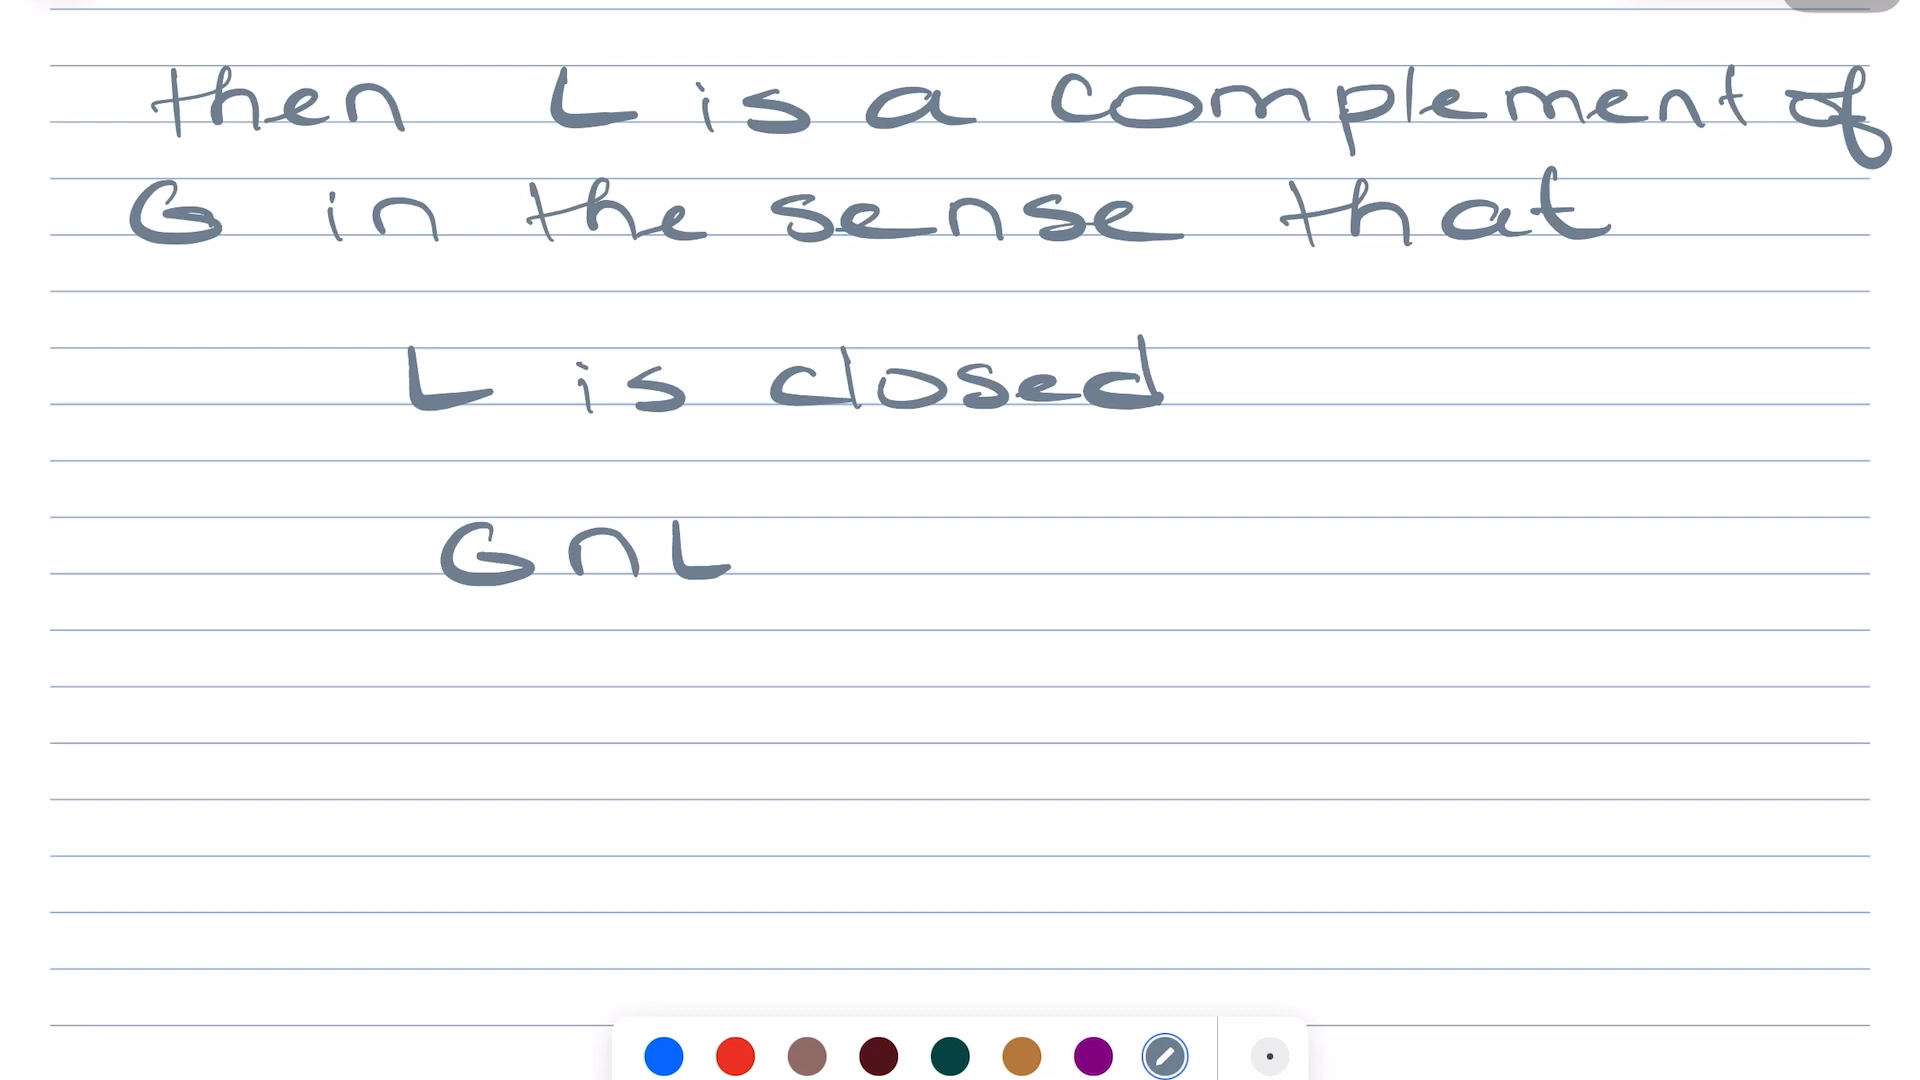 then L is a complement of
G in the sense that
L is closed
G ∩ L